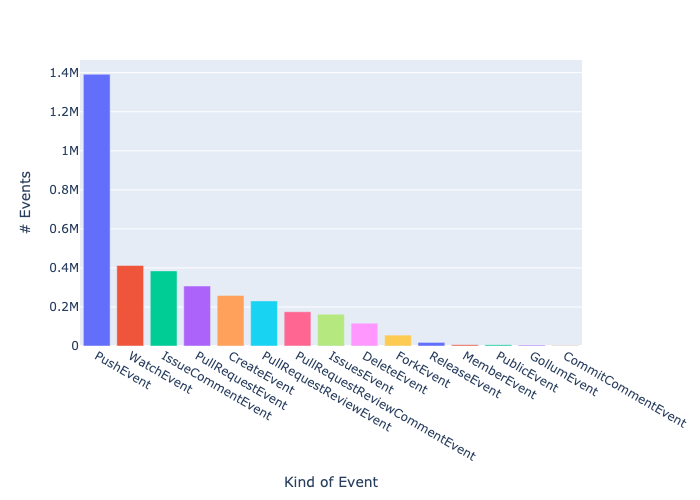 1.4M
1.2M
1M
0.8M
0.6M
0.4M
0.2M
0
# Events
PushEvent
WatchEvent
IssueCommentEvent
PullRequestEvent
CreateEvent
PullRequestReviewEvent
PullRequestReviewCommentEvent
IssuesEvent
DeleteEvent
ForkEvent
ReleaseEvent
MemberEvent
PublicEvent
GollumEvent
CommitCommentEvent
Kind of Event